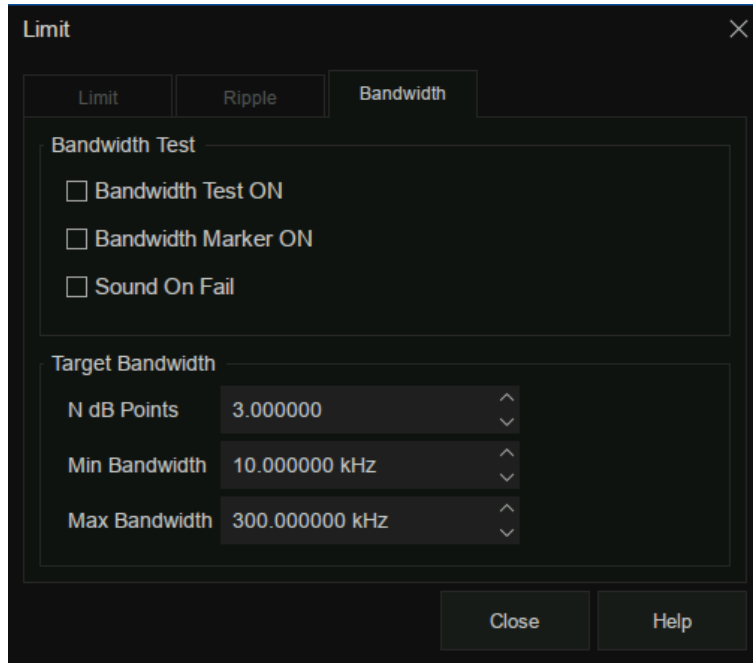 Limit
Limit Ripple Bandwidth
Bandwidth Test
Bandwidth Test ON
Bandwidth Marker ON
Sound On Fail
Target Bandwidth
N dB Points 3.000000
Min Bandwidth 10.000000 kHz
Max Bandwidth 300.000000 kHz
Close Help